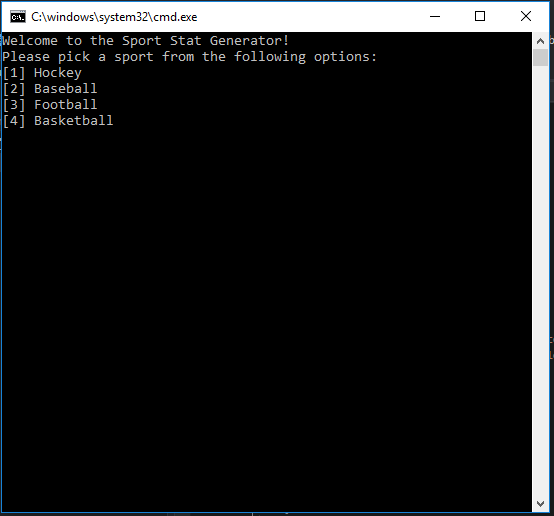 C:\windows\system32\cmd.exe
Welcome to the Sport Stat Generator!
Please pick a sport from the following options:
[1] Hockey
[2] Baseball
[3] Football
[4] Basketball